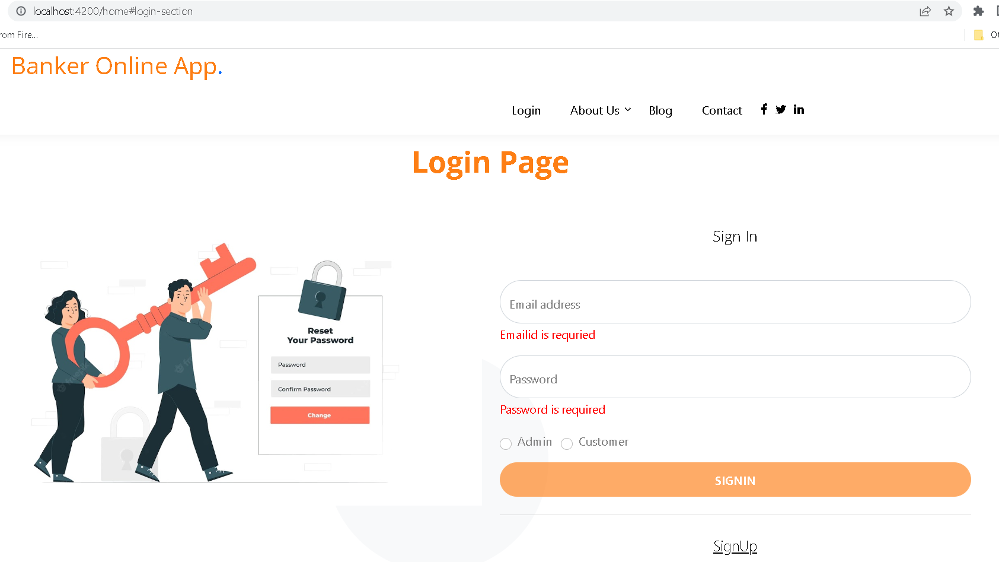 localhost:4200/home#login-section
rom Fire...
Banker Online App.
Login About Us Blog Contact
Login Page
Sign In
Email address
Emailid is requried
Password
Password is required
Admin Customer
SIGNIN
SignUp
Reset
Your Password
Password
Confirm Password
Change